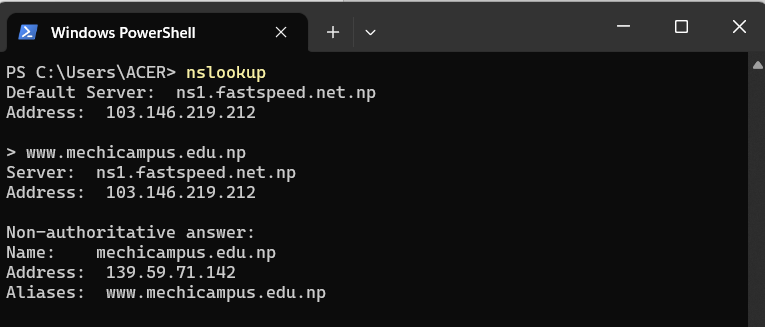 Windows PowerShell
PS C:\Users\ACER> nslookup
Default Server:  ns1.fastspeed.net.np
Address:  103.146.219.212
> www.mechicampus.edu.np
Server:  ns1.fastspeed.net.np
Address:  103.146.219.212
Non-authoritative answer:
Name:    mechicampus.edu.np
Address:  139.59.71.142
Aliases:  www.mechicampus.edu.np